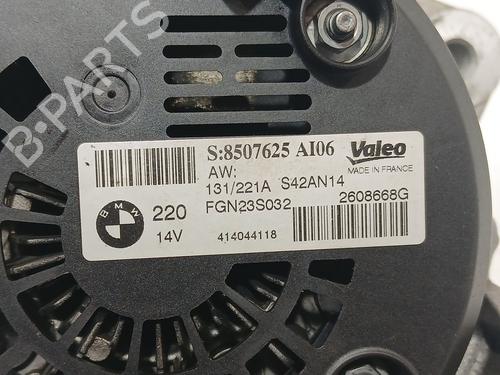 B-PARTS
S:8507625 AI06
Valeo
MADE IN FRANCE
AW:
131/221A S42AN14
FGN23S032 2608668G
BMW
220
14V
414044118